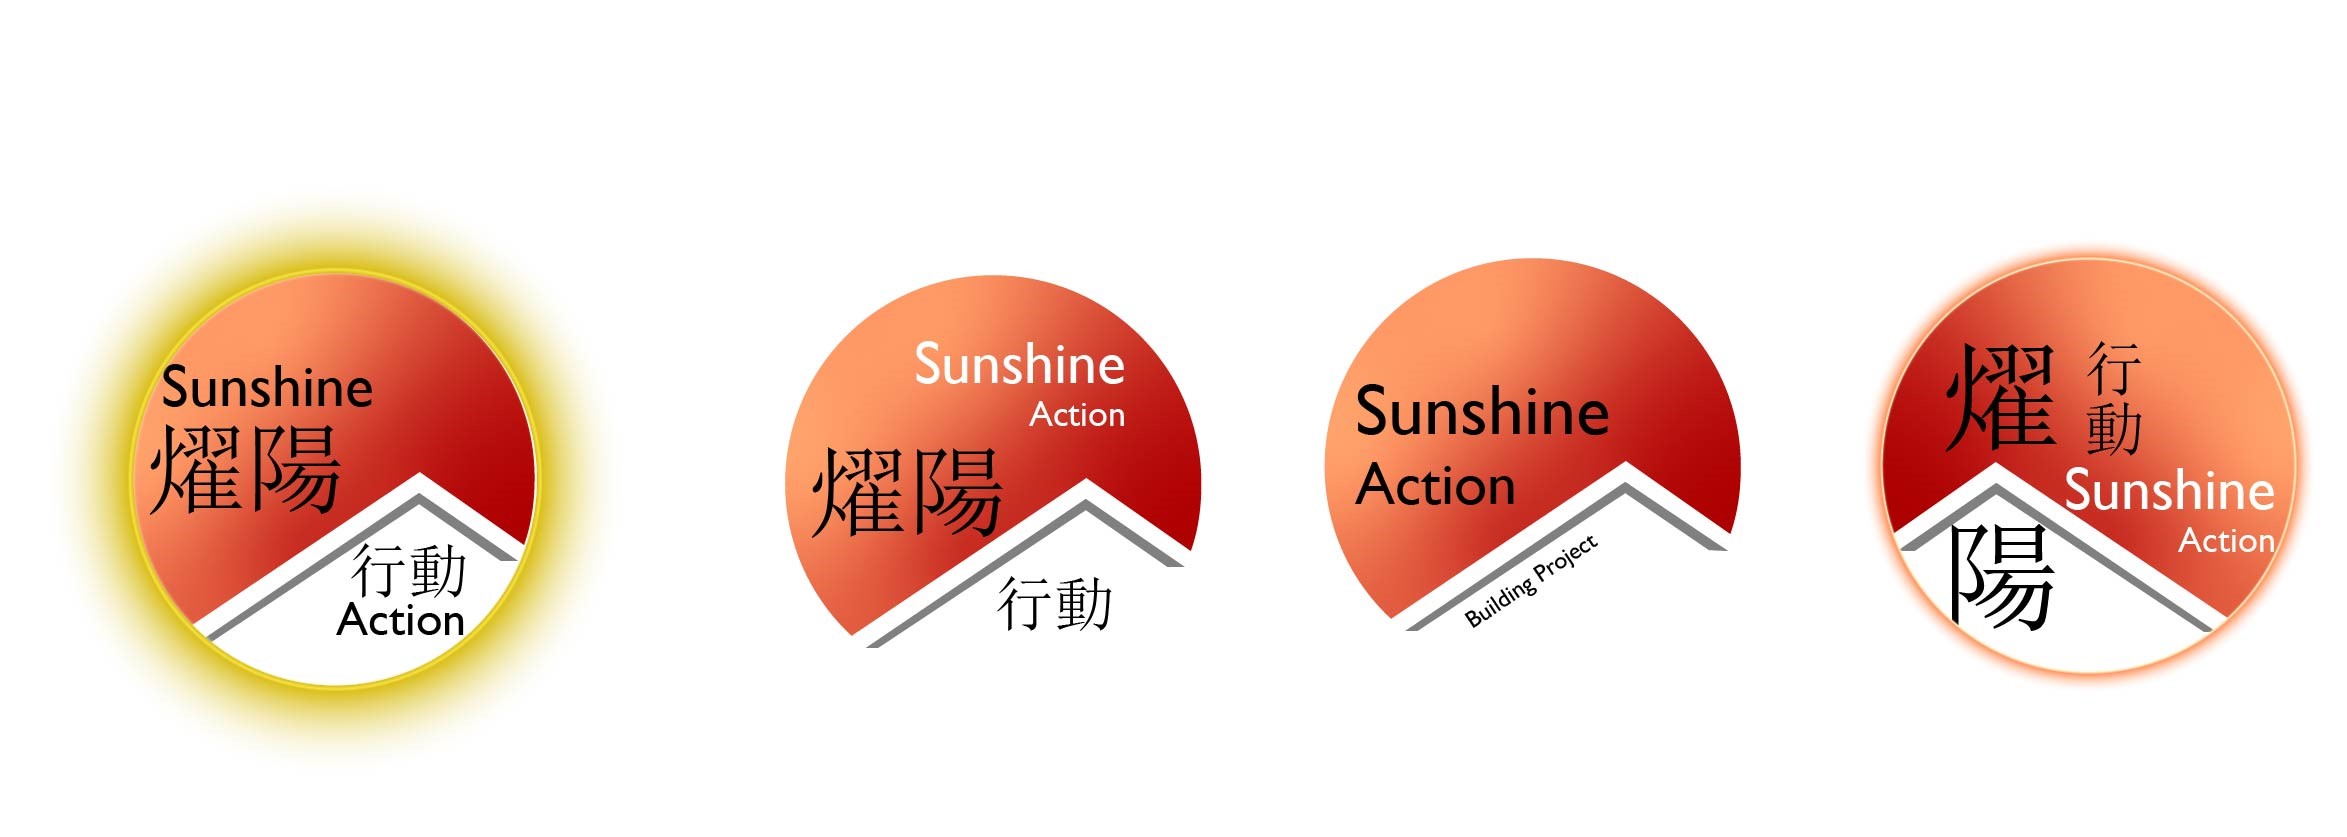 Sunshine
燿陽
行動
Action
Sunshine
Action
燿陽
行動
Sunshine
Action
Building Project
燿陽
行動
Sunshine
Action